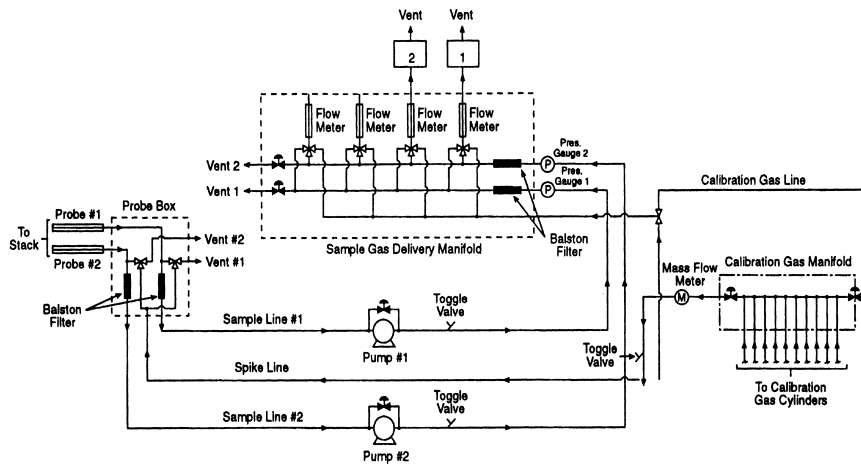 Vent
Vent
2
1
Flow
Meter
Flow
Meter
Flow
Meter
Flow
Meter
Pres.
Gauge 2
P
Vent 2
Pres.
Gauge 1
P
Vent 1
Calibration Gas Line
Probe Box
Probe #1
To
Stack
Probe #2
Vent #2
Vent #1
Sample Gas Delivery Manifold
Balston
Filter
Mass Flow
Meter
M
Calibration Gas Manifold
Balston
Filter
Sample Line #1
Toggle
Valve
Pump #1
Spike Line
Toggle
Valve
To Calibration
Gas Cylinders
Sample Line #2
Toggle
Valve
Pump #2